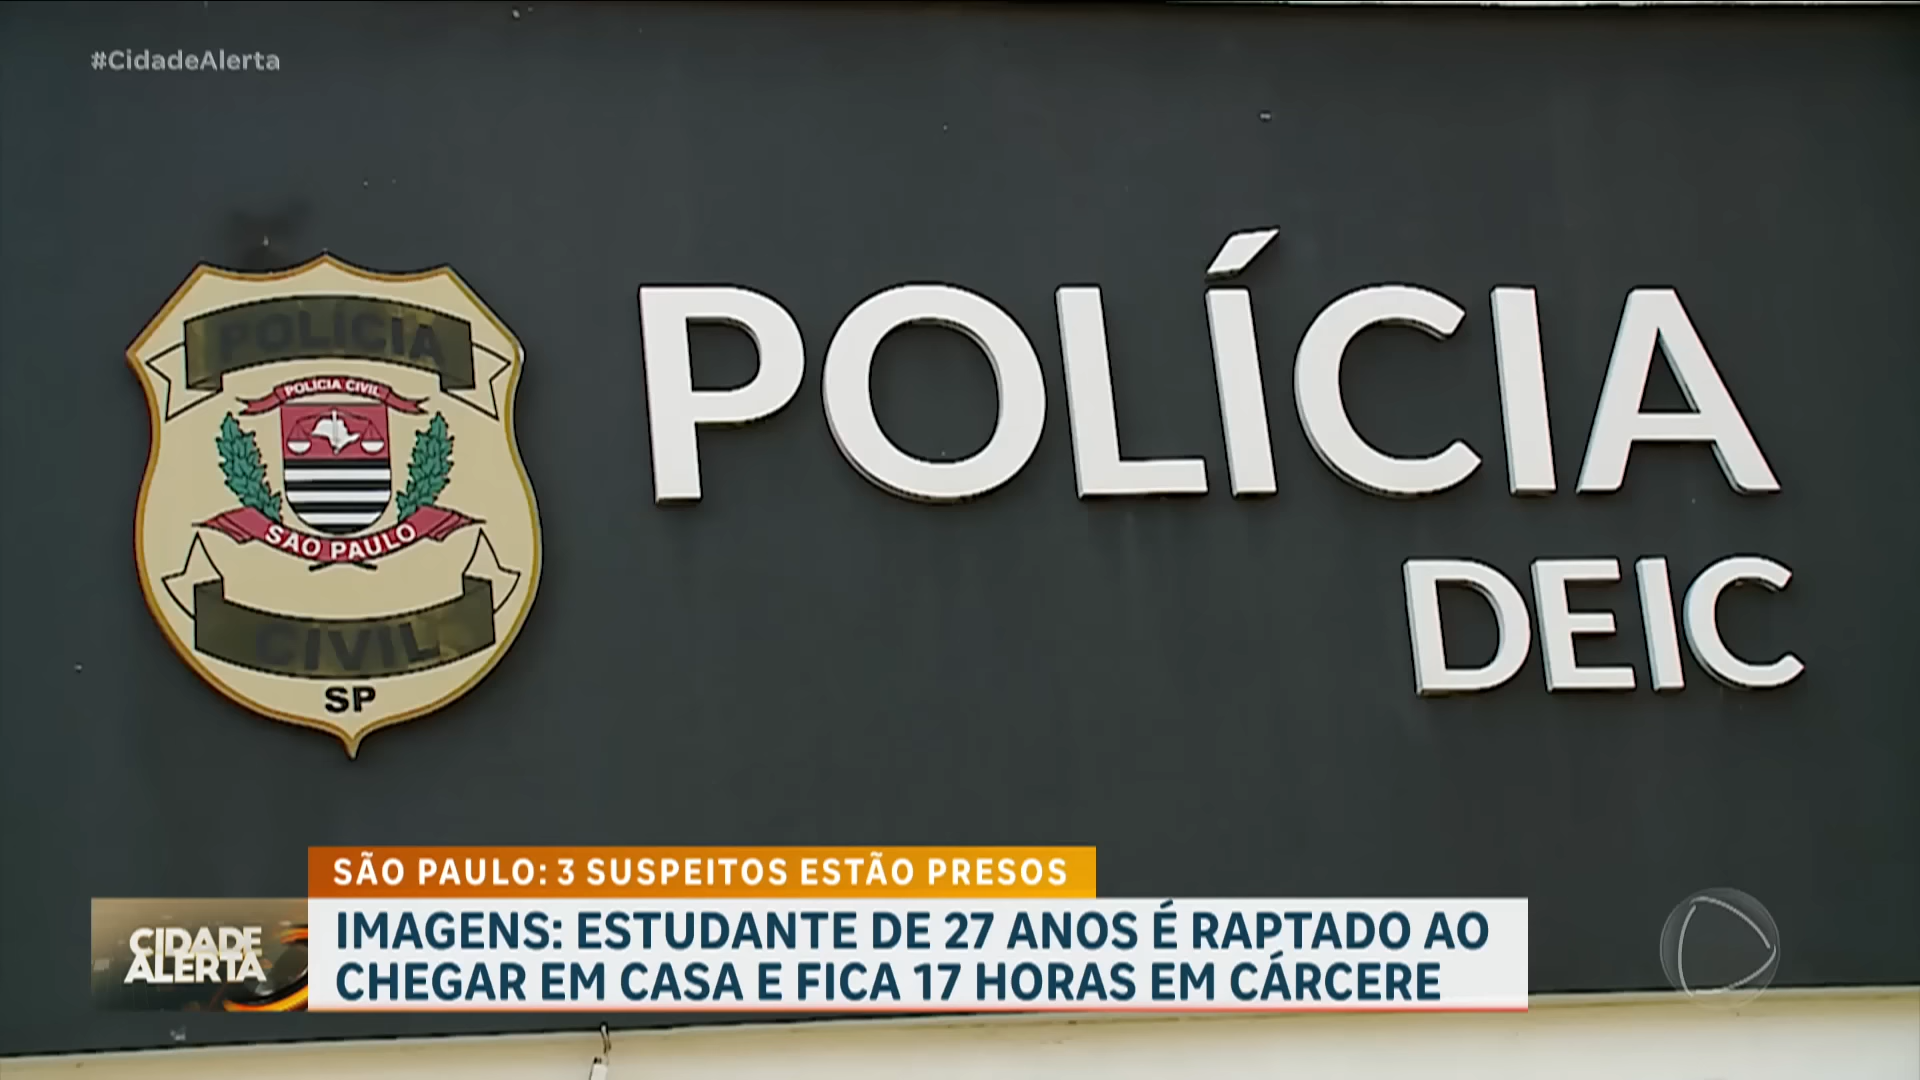 #CidadeAlerta
POLÍCIA
POLÍCIA CIVIL
SÃO PAULO
CIVIL
SP
POLÍCIA
DEIC
SÃO PAULO: 3 SUSPEITOS ESTÃO PRESOS
CIDADE
ALERTA
IMAGENS: ESTUDANTE DE 27 ANOS É RAPTADO AO
CHEGAR EM CASA E FICA 17 HORAS EM CÁRCERE